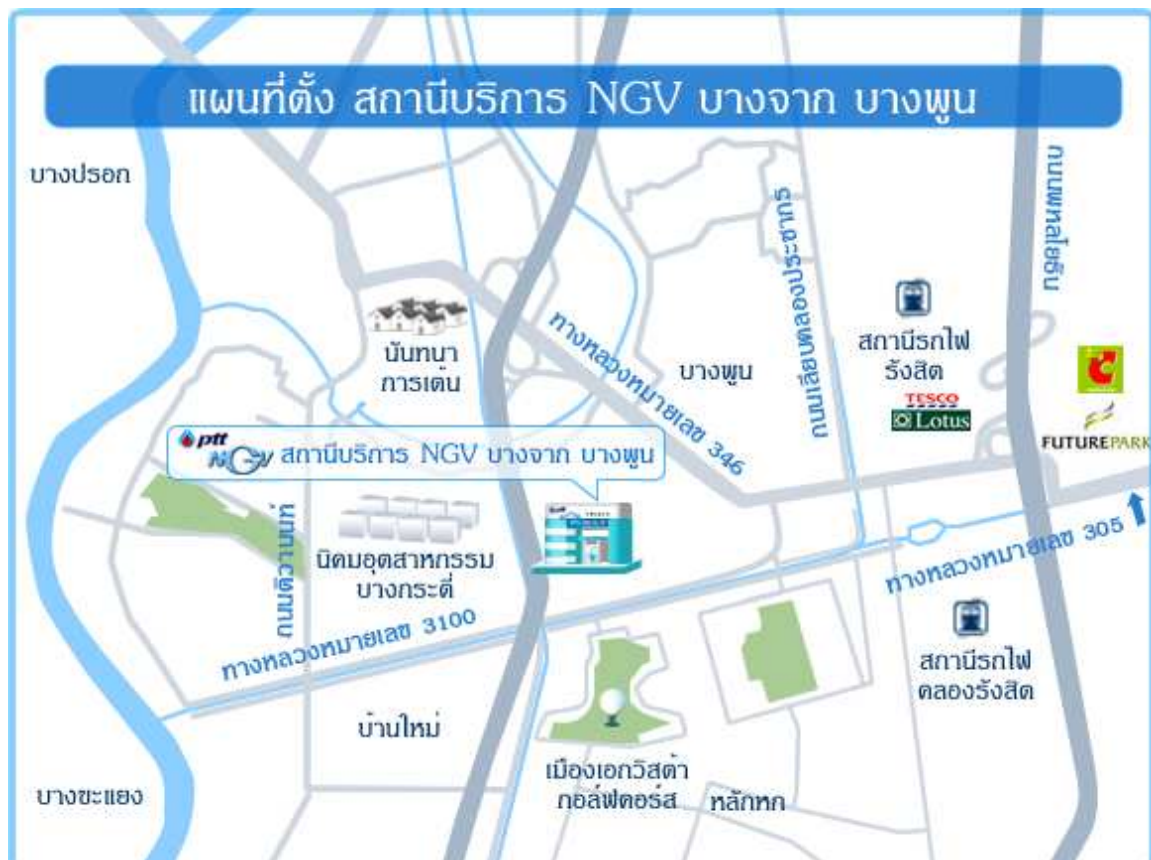 แผนที่ตั้ง สถานีบริการ NGV บางจาก บางพูน
บางปรอก
ถนนพหลโยธิน
ถนนเลียบคลองประชากร
สถานีรถไฟ
รังสิต
นันทนา
การเด้น
ทางหลวงหมายเลข 346
บางพูน
TESCO
Lotus
FUTUREPARK
ptt
NGV สถานีบริการ NGV บางจาก บางพูน
ถนนติวานนท์
นิคมอุตสาหกรรม
บางกระดี่
ทางหลวงหมายเลข 305
ทางหลวงหมายเลข 3100
สถานีรถไฟ
คลองรังสิต
บ้านใหม่
เมืองเอกวิสต้า
กอล์ฟคอร์ส
หลักหก
บางขะแยง